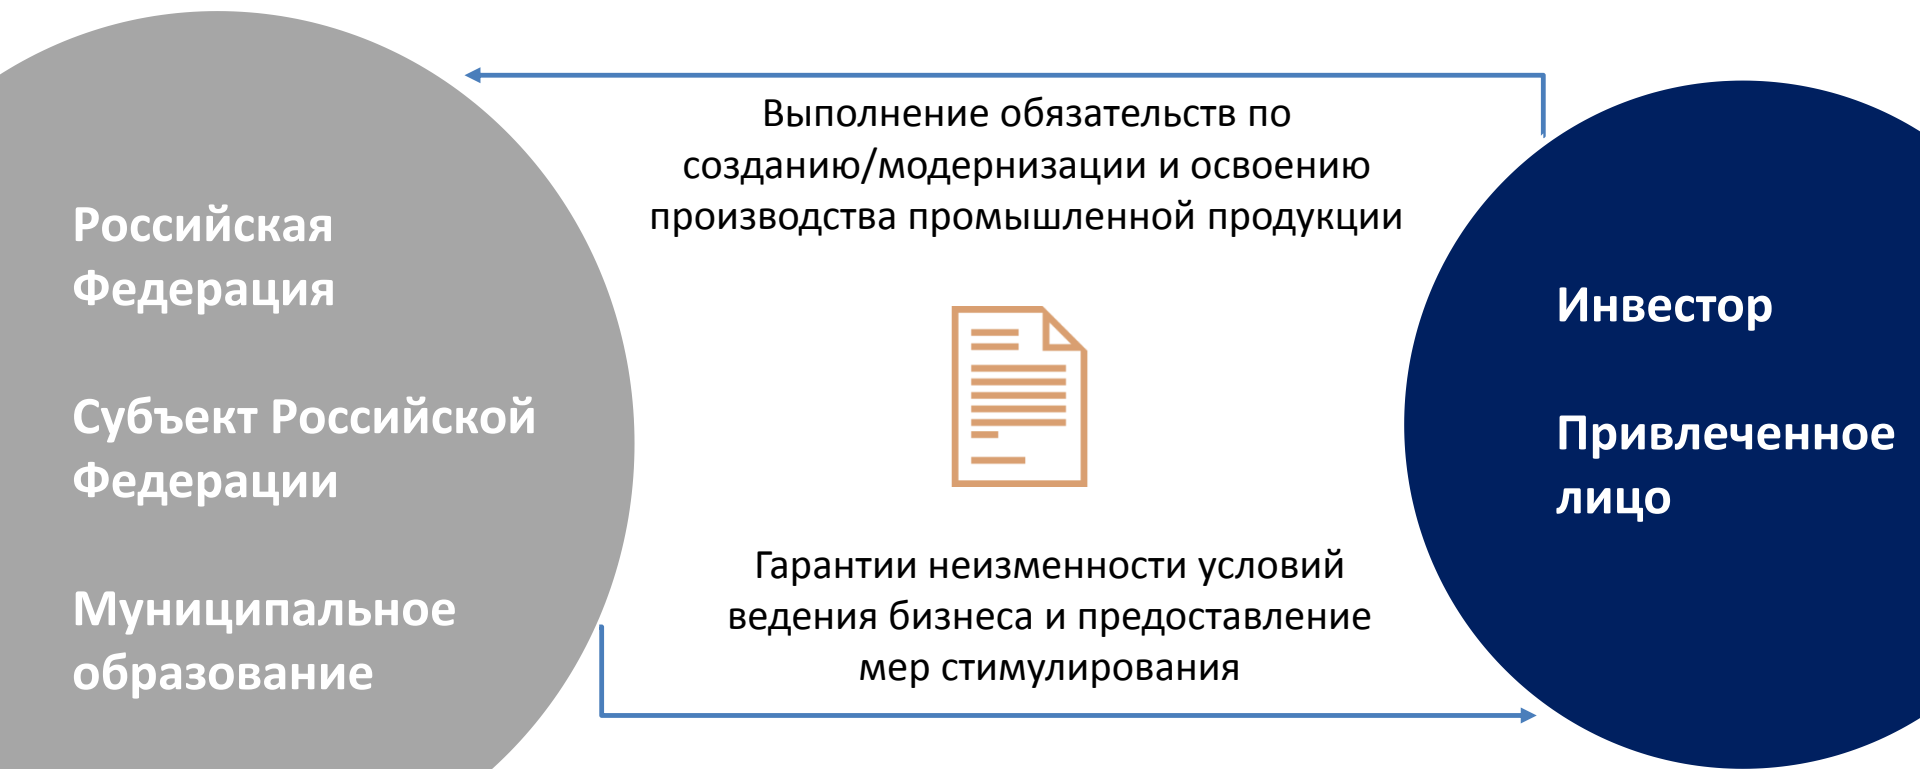 Российская
Федерация
Субъект Российской
Федерации
Муниципальное
образование
Выполнение обязательств по
созданию/модернизации и освоению
производства промышленной продукции
Гарантии неизменности условий
ведения бизнеса и предоставление
мер стимулирования
Инвестор
Привлеченное
лицо